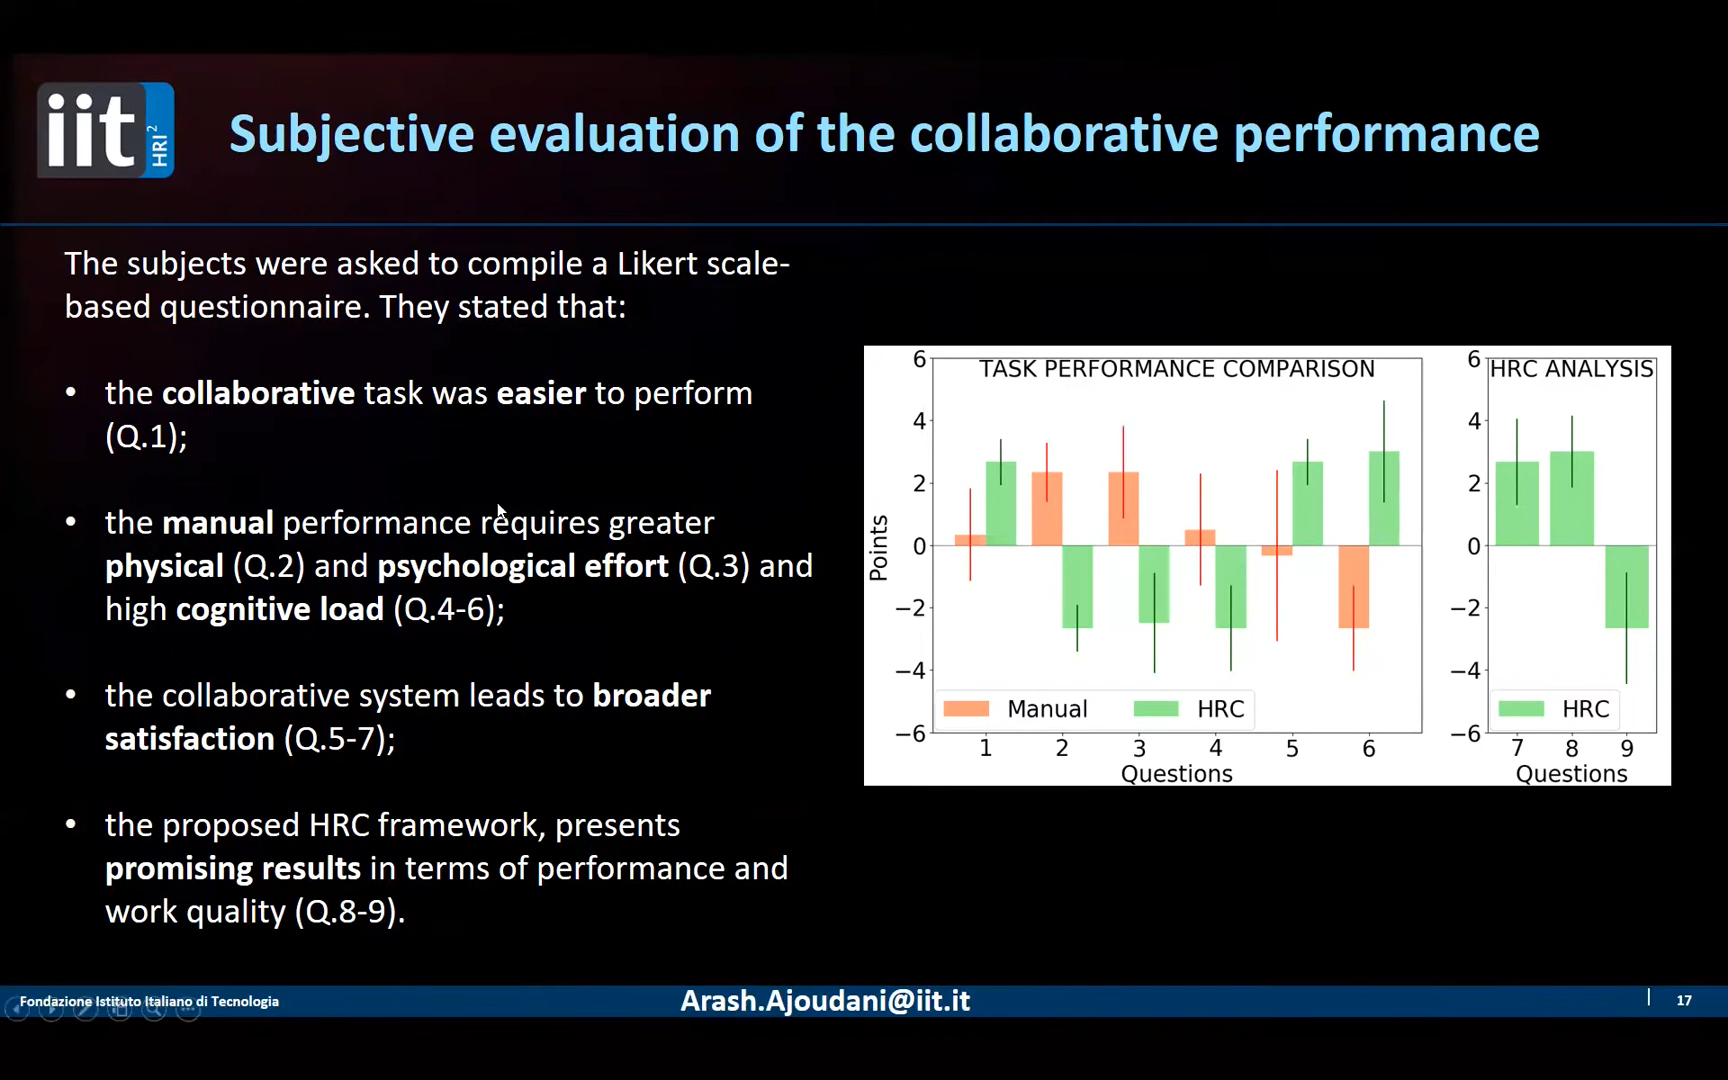 iit
HRI²
Subjective evaluation of the collaborative performance
The subjects were asked to compile a Likert scale-
based questionnaire. They stated that:
• the collaborative task was easier to perform
(Q.1);
• the manual performance requires greater
physical (Q.2) and psychological effort (Q.3) and
high cognitive load (Q.4-6);
• the collaborative system leads to broader
satisfaction (Q.5-7);
• the proposed HRC framework, presents
promising results in terms of performance and
work quality (Q.8-9).
TASK PERFORMANCE COMPARISON
6
4
2
0
−2
−4
−6
Points
Manual
HRC
1 2 3 4 5 6
Questions
HRC ANALYSIS
6
4
2
0
−2
−4
−6
HRC
7 8 9
Questions
Fondazione Istituto Italiano di Tecnologia
Arash.Ajoudani@iit.it
17